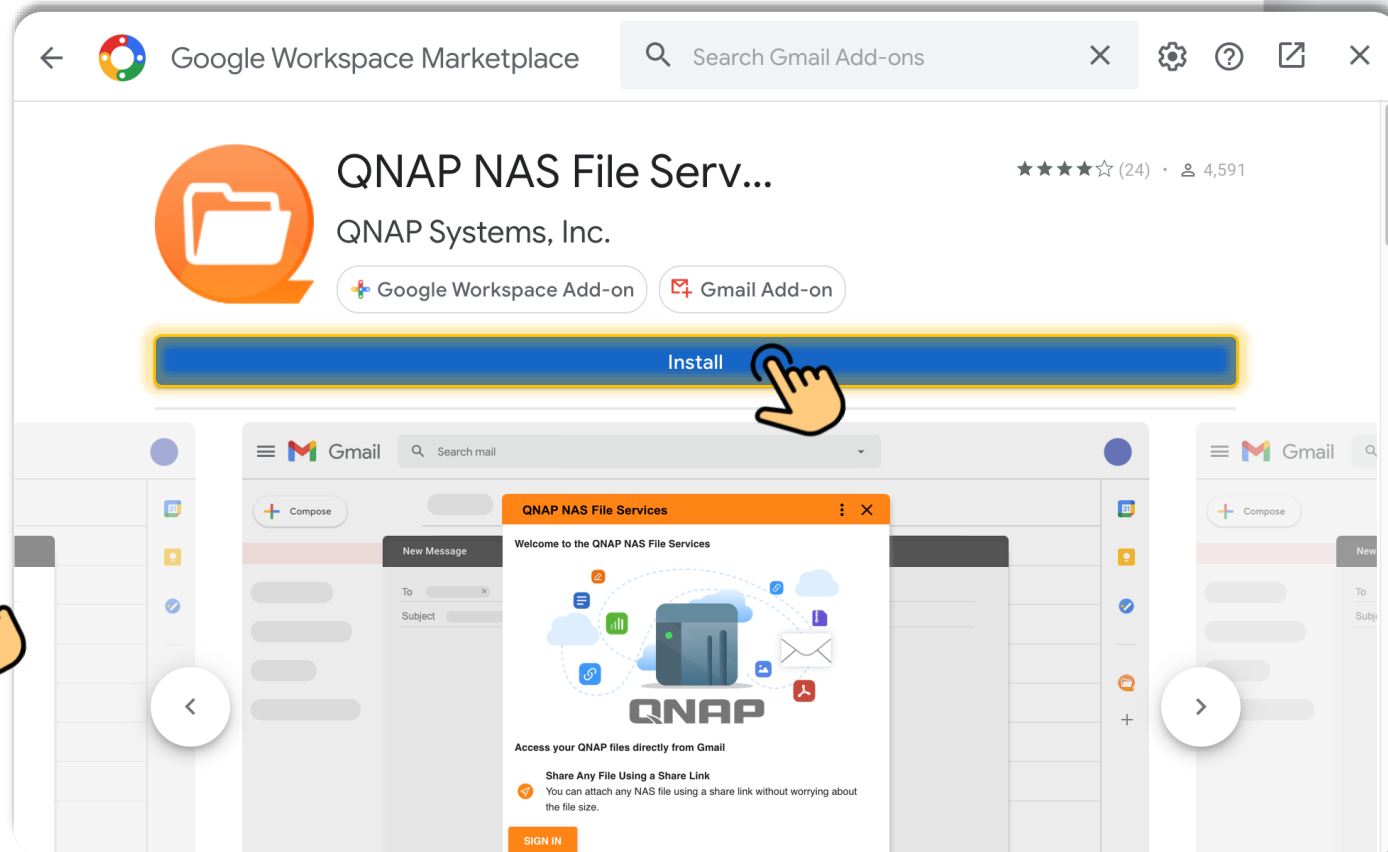 Google Workspace Marketplace
Search Gmail Add-ons
QNAP NAS File Serv...
(24) • 4,591
QNAP Systems, Inc.
Google Workspace Add-on
Gmail Add-on
Install
Gmail
Search mail
Gmail
31
Compose
QNAP NAS File Services
31
Compose
New Message
Welcome to the QNAP NAS File Services
New
To
To
Subject
Subj
QNAP
Access your QNAP files directly from Gmail
Share Any File Using a Share Link
You can attach any NAS file using a share link without worrying about
the file size.
SIGN IN